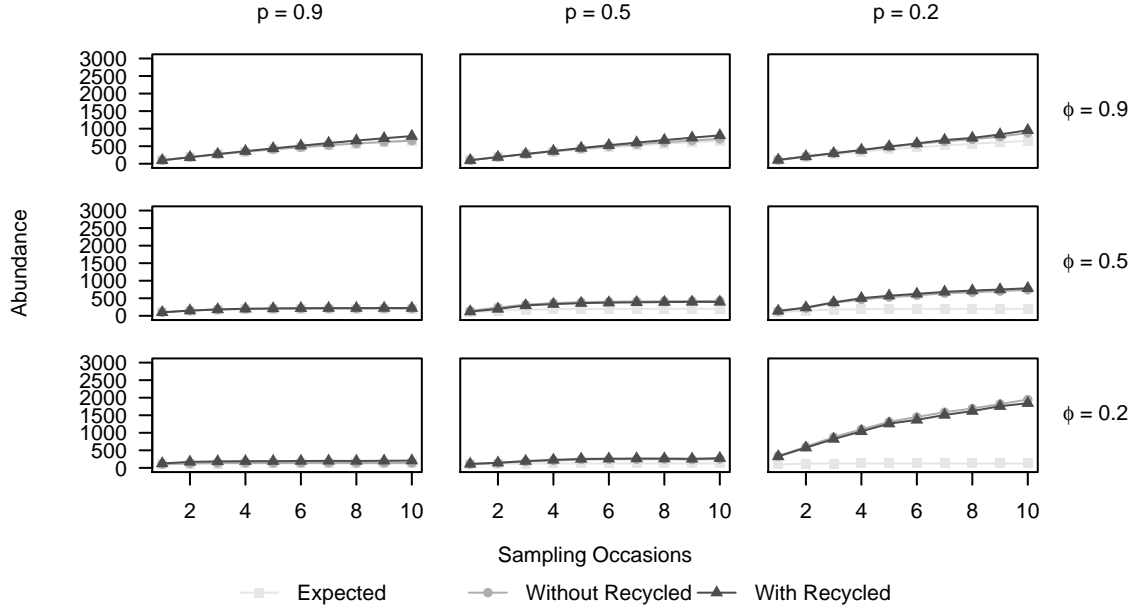 p = 0.9 p = 0.5 p = 0.2
3000
2500
2000
1500
1000
500
0
ϕ = 0.9
Abundance
3000
2500
2000
1500
1000
500
0
ϕ = 0.5
3000
2500
2000
1500
1000
500
0
ϕ = 0.2
2 4 6 8 10 2 4 6 8 10 2 4 6 8 10
Sampling Occasions
Expected Without Recycled With Recycled